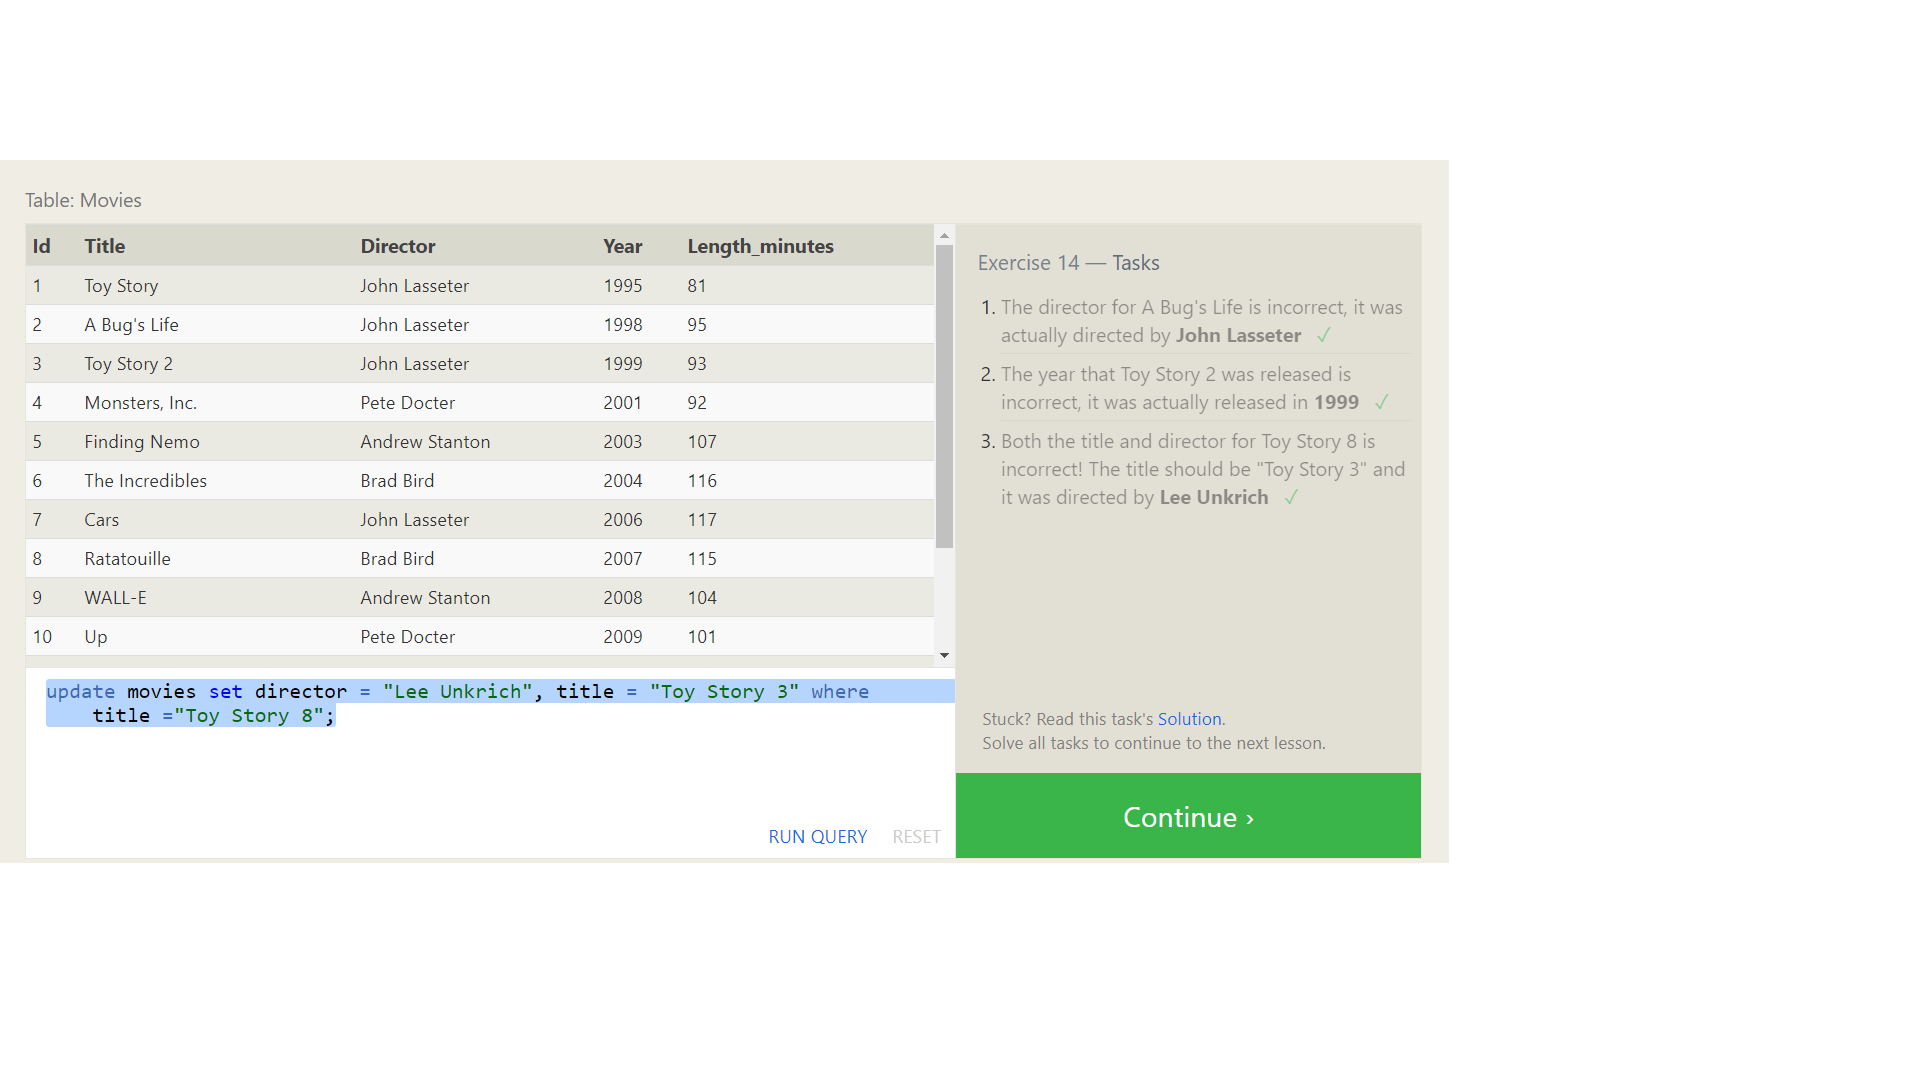 Table: Movies
Id Title Director Year Length_minutes
1 Toy Story John Lasseter 1995 81
2 A Bug's Life John Lasseter 1998 95
3 Toy Story 2 John Lasseter 1999 93
4 Monsters, Inc. Pete Docter 2001 92
5 Finding Nemo Andrew Stanton 2003 107
6 The Incredibles Brad Bird 2004 116
7 Cars John Lasseter 2006 117
8 Ratatouille Brad Bird 2007 115
9 WALL-E Andrew Stanton 2008 104
10 Up Pete Docter 2009 101
update movies set director = "Lee Unkrich", title = "Toy Story 3" where
title ="Toy Story 8";
RUN QUERY RESET
Exercise 14 — Tasks
1. The director for A Bug's Life is incorrect, it was
actually directed by John Lasseter ✓
2. The year that Toy Story 2 was released is
incorrect, it was actually released in 1999 ✓
3. Both the title and director for Toy Story 8 is
incorrect! The title should be "Toy Story 3" and
it was directed by Lee Unkrich ✓
Stuck? Read this task's Solution.
Solve all tasks to continue to the next lesson.
Continue ›